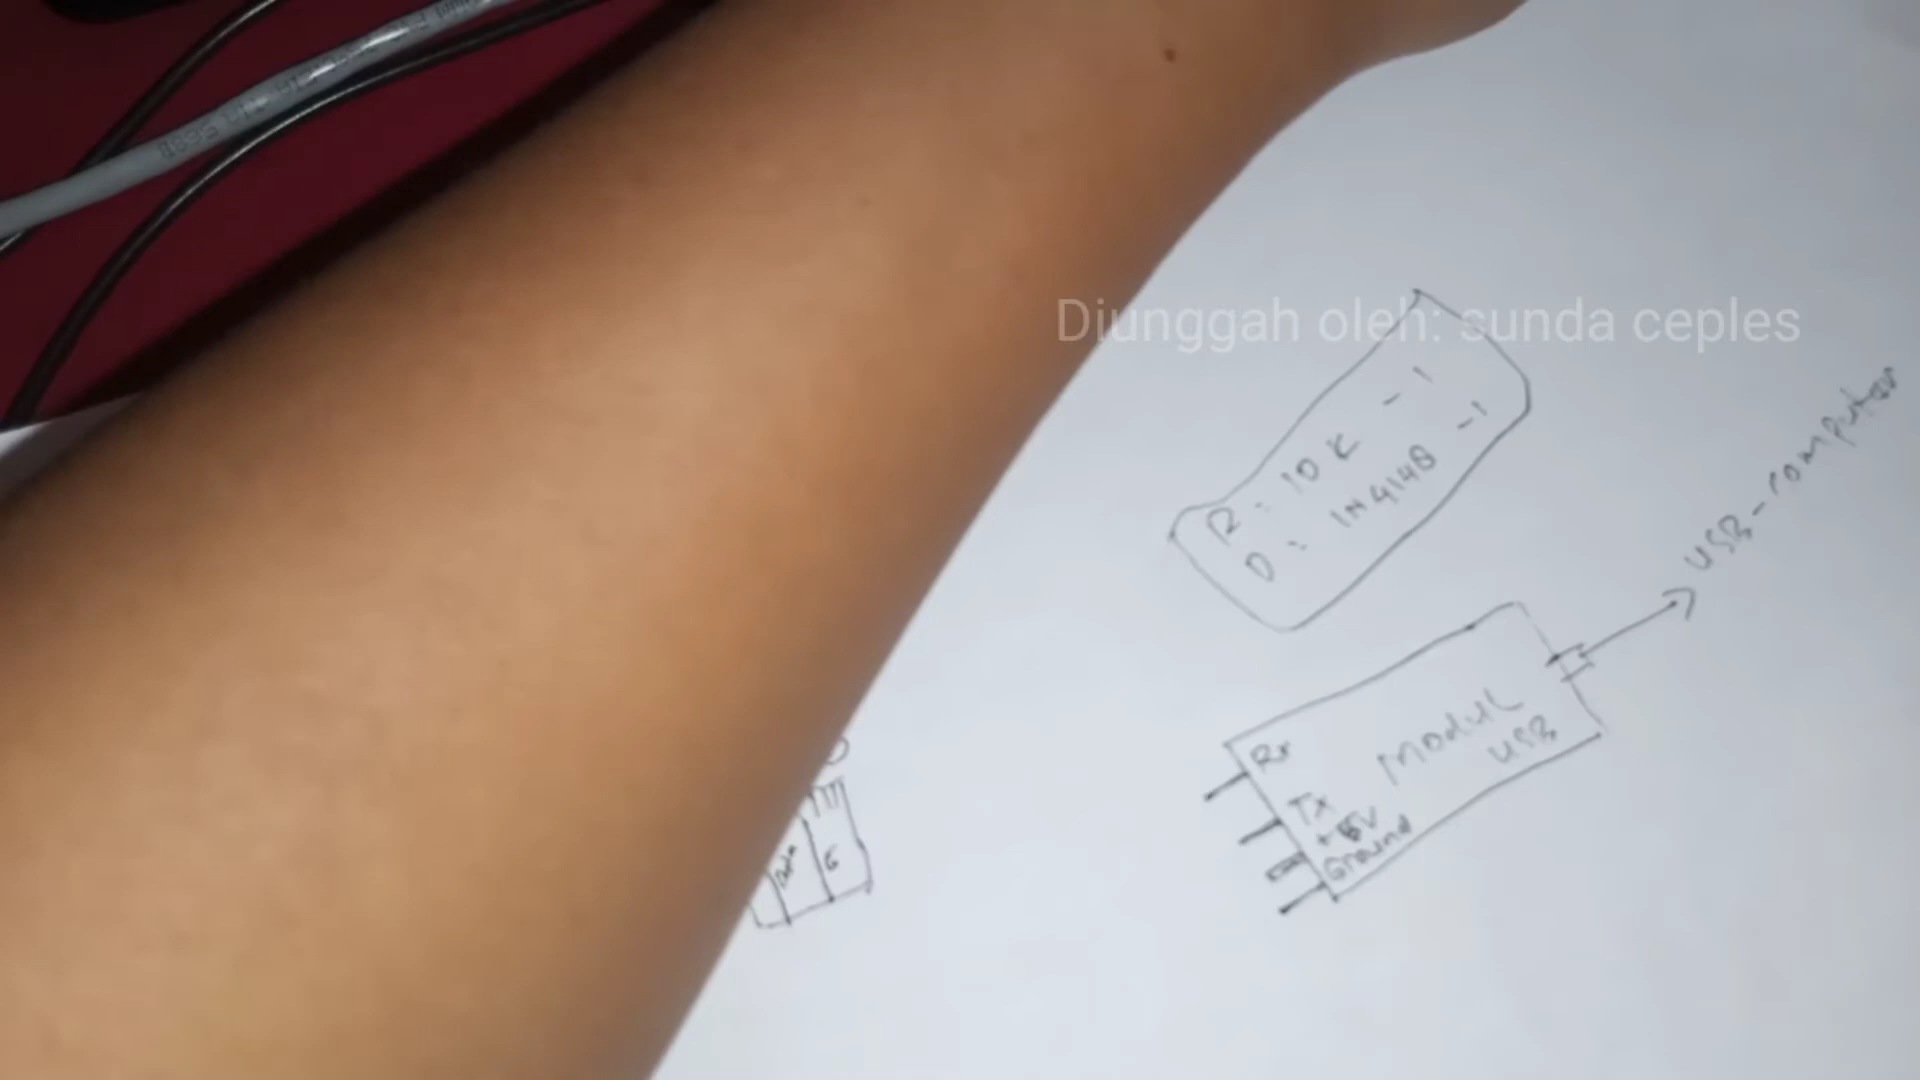 Diunggah oleh: sunda ceples
R: 10 K - 1
D: 1N4148 - 1
USB - computer
Rx
Modul
USB
Tx
+5V
Ground
G